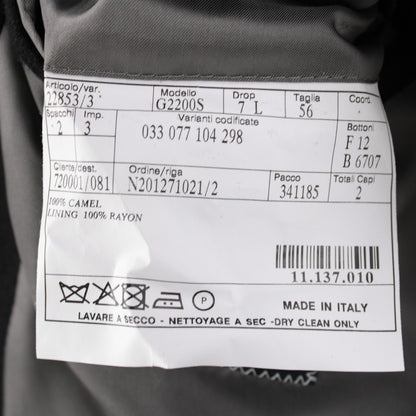 Articolo/var. Modello Drop Taglia Coord.
22853/3 G2200S 7 L 56
Spacchi Imp. Varianti codificate Bottoni
2 3 033 077 104 298 F 12
B 6707
Cliente/dest. Ordine/riga Pacco Totali Capi
720001/081 N201271021/2 341185 2
100% CAMEL
LINING 100% RAYON
11.137.010
P
MADE IN ITALY
LAVARE A SECCO - NETTOYAGE A SEC -DRY CLEAN ONLY